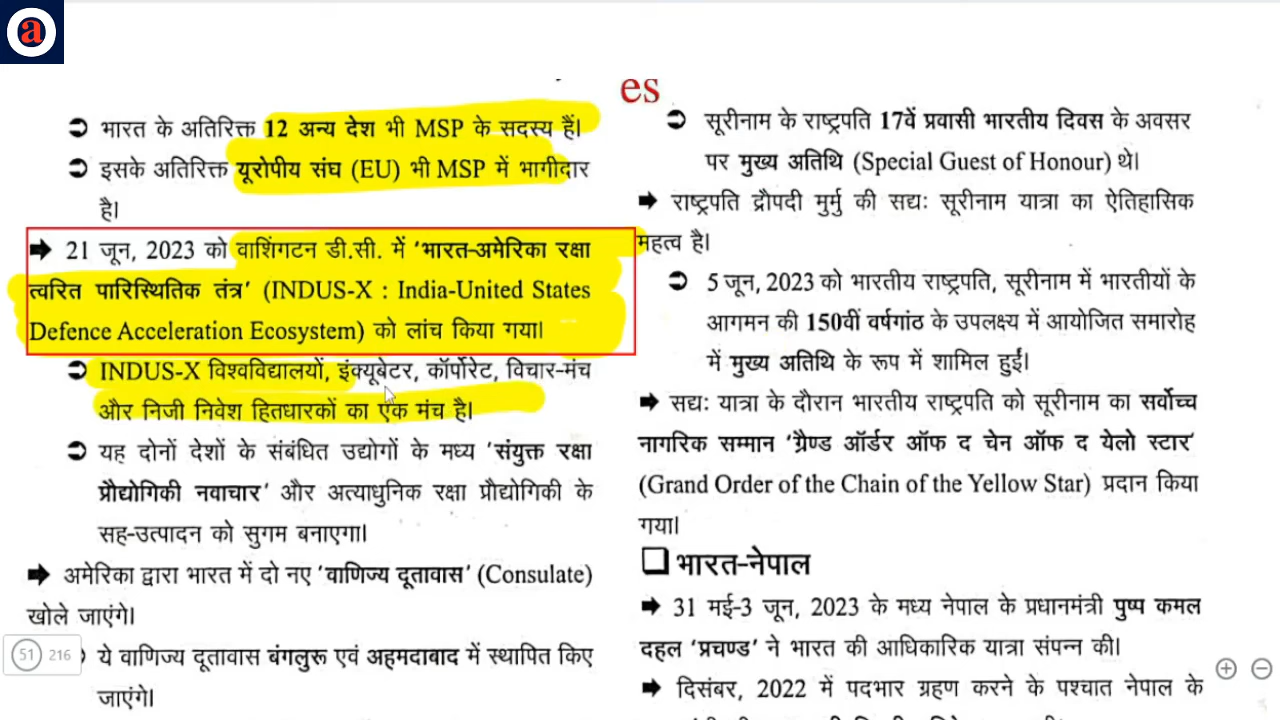 a
es
भारत के अतिरिक्त 12 अन्य देश भी MSP के सदस्य हैं।
इसके अतिरिक्त यूरोपीय संघ (EU) भी MSP में भागीदार
है।
21 जून, 2023 को वाशिंगटन डी.सी. में 'भारत-अमेरिका रक्षा
त्वरित पारिस्थितिक तंत्र' (INDUS-X : India-United States
Defence Acceleration Ecosystem) को लांच किया गया।
INDUS-X विश्वविद्यालयों, इंक्यूबेटर, कॉर्पोरेट, विचार-मंच
और निजी निवेश हितधारकों का एक मंच है।
यह दोनों देशों के संबंधित उद्योगों के मध्य 'संयुक्त रक्षा
प्रौद्योगिकी नवाचार' और अत्याधुनिक रक्षा प्रौद्योगिकी के
सह-उत्पादन को सुगम बनाएगा।
अमेरिका द्वारा भारत में दो नए 'वाणिज्य दूतावास' (Consulate)
खोले जाएंगे।
ये वाणिज्य दूतावास बंगलुरू एवं अहमदाबाद में स्थापित किए
जाएंगे।
51 216
सूरीनाम के राष्ट्रपति 17वें प्रवासी भारतीय दिवस के अवसर
पर मुख्य अतिथि (Special Guest of Honour) थे।
राष्ट्रपति द्रौपदी मुर्मु की सद्यः सूरीनाम यात्रा का ऐतिहासिक
महत्व है।
5 जून, 2023 को भारतीय राष्ट्रपति, सूरीनाम में भारतीयों के
आगमन की 150वीं वर्षगांठ के उपलक्ष्य में आयोजित समारोह
में मुख्य अतिथि के रूप में शामिल हुईं।
सद्यः यात्रा के दौरान भारतीय राष्ट्रपति को सूरीनाम का सर्वोच्च
नागरिक सम्मान 'ग्रैण्ड ऑर्डर ऑफ द चेन ऑफ द येलो स्टार'
(Grand Order of the Chain of the Yellow Star) प्रदान किया
गया।
भारत-नेपाल
31 मई-3 जून, 2023 के मध्य नेपाल के प्रधानमंत्री पुष्प कमल
दहल 'प्रचण्ड' ने भारत की आधिकारिक यात्रा संपन्न की।
दिसंबर, 2022 में पदभार ग्रहण करने के पश्चात नेपाल के